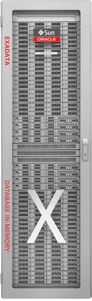 Sun
ORACLE
EXADATA
DATABASE IN-MEMORY
X